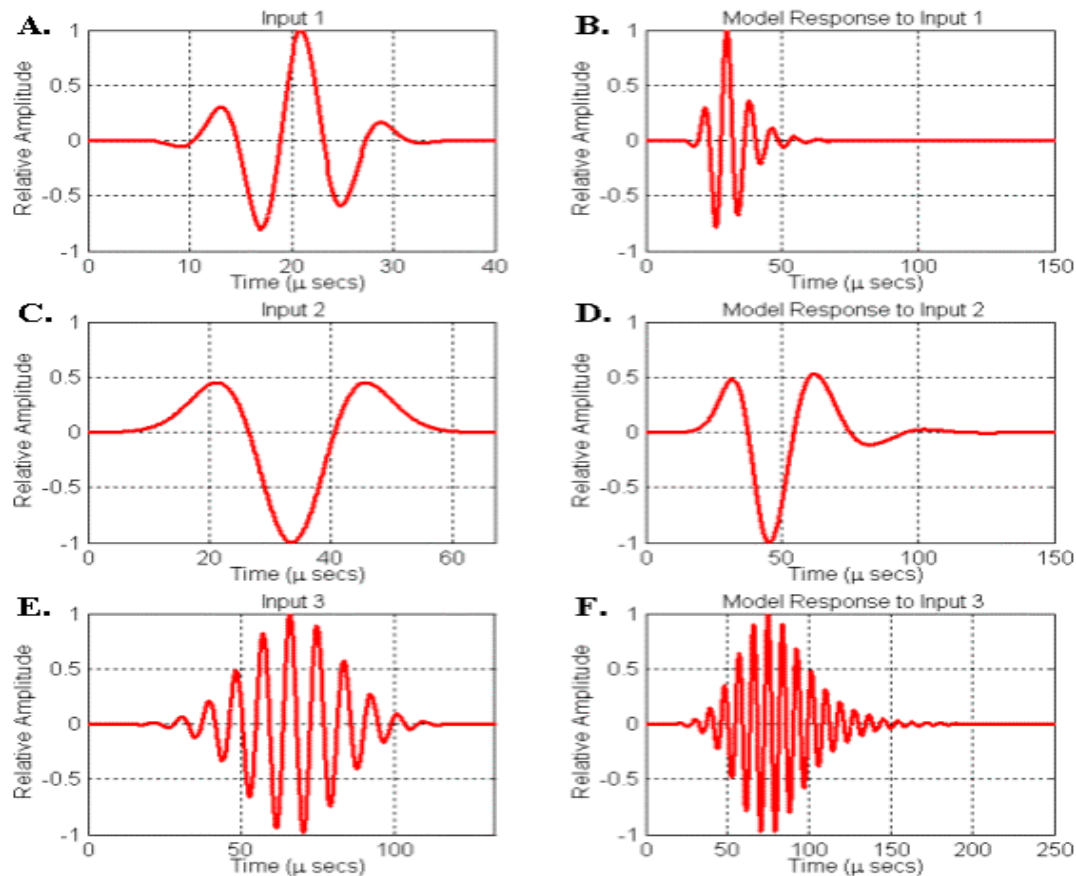 A.
Input 1
Relative Amplitude
1
0.5
0
-0.5
-1
0 10 20 30 40
Time (μ secs)
B.
Model Response to Input 1
Relative Amplitude
1
0.5
0
-0.5
-1
0 50 100 150
Time (μ secs)
C.
Input 2
Relative Amplitude
1
0.5
0
-0.5
-1
0 20 40 60
Time (μ secs)
D.
Model Response to Input 2
Relative Amplitude
1
0.5
0
-0.5
-1
0 50 100 150
Time (μ secs)
E.
Input 3
Relative Amplitude
1
0.5
0
-0.5
-1
0 50 100
Time (μ secs)
F.
Model Response to Input 3
Relative Amplitude
1
0.5
0
-0.5
-1
0 50 100 150 200 250
Time (μ secs)